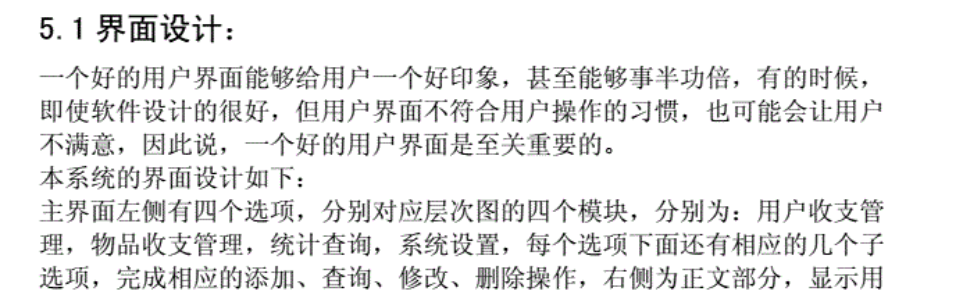 5.1 界面设计：
一个好的用户界面能够给用户一个好印象，甚至能够事半功倍，有的时候，
即使软件设计的很好，但用户界面不符合用户操作的习惯，也可能会让用户
不满意，因此说，一个好的用户界面是至关重要的。
本系统的界面设计如下：
主界面左侧有四个选项，分别对应层次图的四个模块，分别为：用户收支管
理，物品收支管理，统计查询，系统设置，每个选项下面还有相应的几个子
选项，完成相应的添加、查询、修改、删除操作，右侧为正文部分，显示用